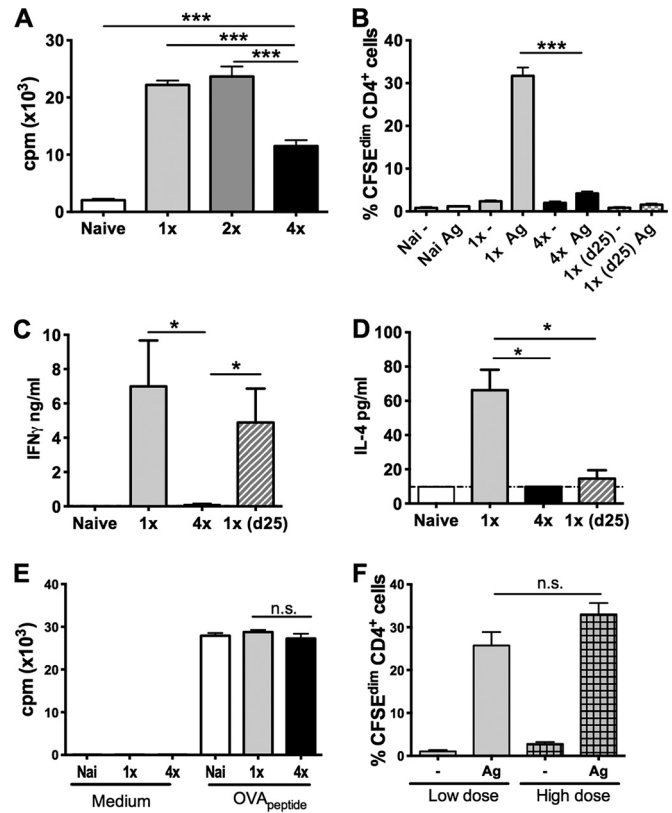 A
***
***
***
cpm (x10³)
30
20
10
0
Naive 1x 2x 4x
B
***
% CFSEdim CD4+ cells
40
30
20
10
0
Nai - Nai Ag 1x - 1x Ag 4x - 4x Ag 1x (d25) - 1x (d25) Ag
C
*
*
IFNγ ng/ml
10
8
6
4
2
0
Naive 1x 4x 1x (d25)
D
*
*
IL-4 pg/ml
100
80
60
40
20
0
Naive 1x 4x 1x (d25)
E
n.s.
cpm (x10³)
40
30
20
10
0
Nai 1x 4x Nai 1x 4x
Medium OVApeptide
F
n.s.
% CFSEdim CD4+ cells
40
30
20
10
0
- Ag - Ag
Low dose High dose